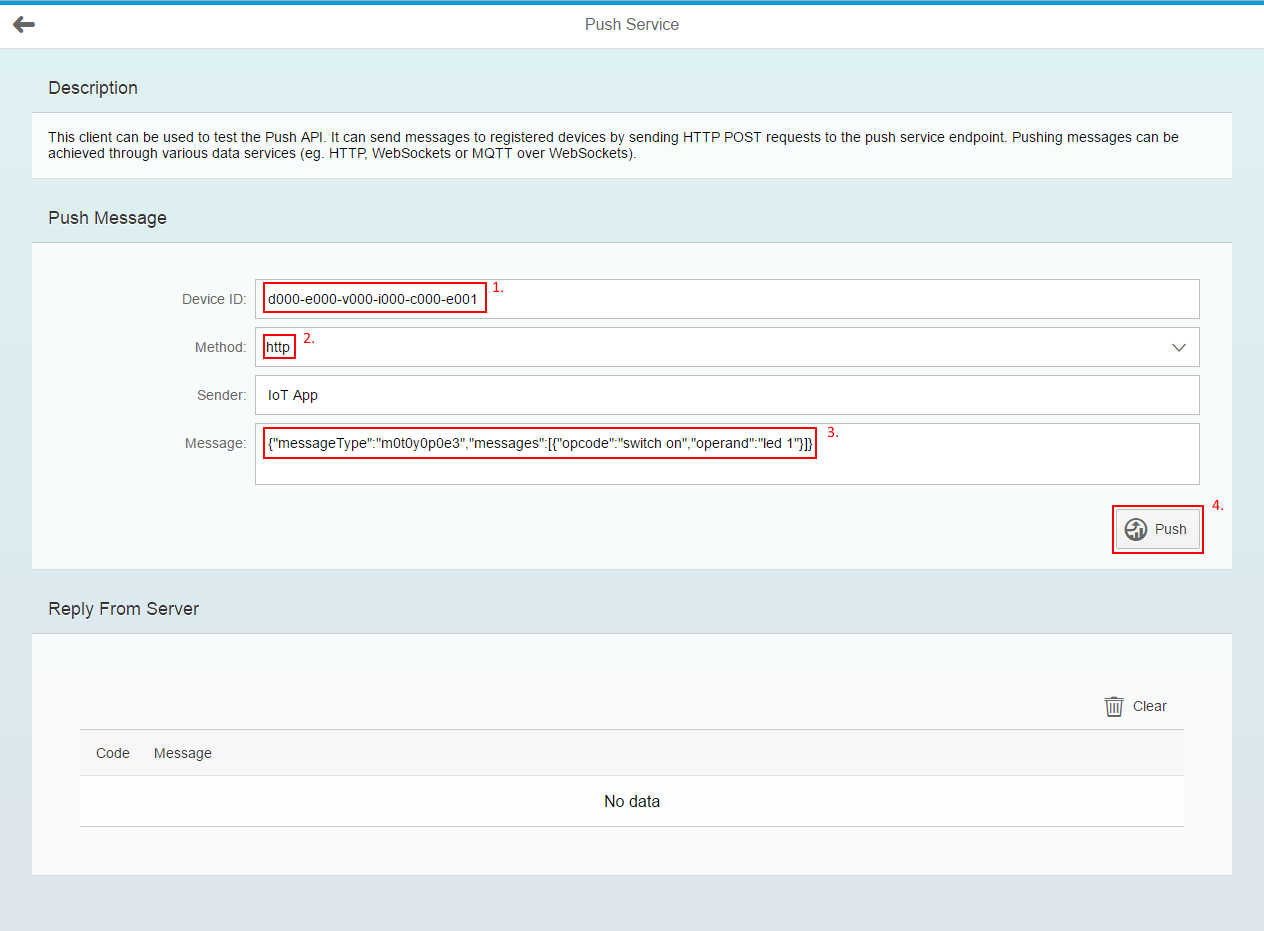 Push Service
Description
This client can be used to test the Push API. It can send messages to registered devices by sending HTTP POST requests to the push service endpoint. Pushing messages can be
achieved through various data services (eg. HTTP, WebSockets or MQTT over WebSockets).
Push Message
Device ID: d000-e000-v000-i000-c000-e001 1.
Method: http 2.
Sender: IoT App
Message: {"messageType":"m0t0y0p0e3","messages":[{"opcode":"switch on","operand":"led 1"}]} 3.
Push 4.
Reply From Server
Clear
Code Message
No data